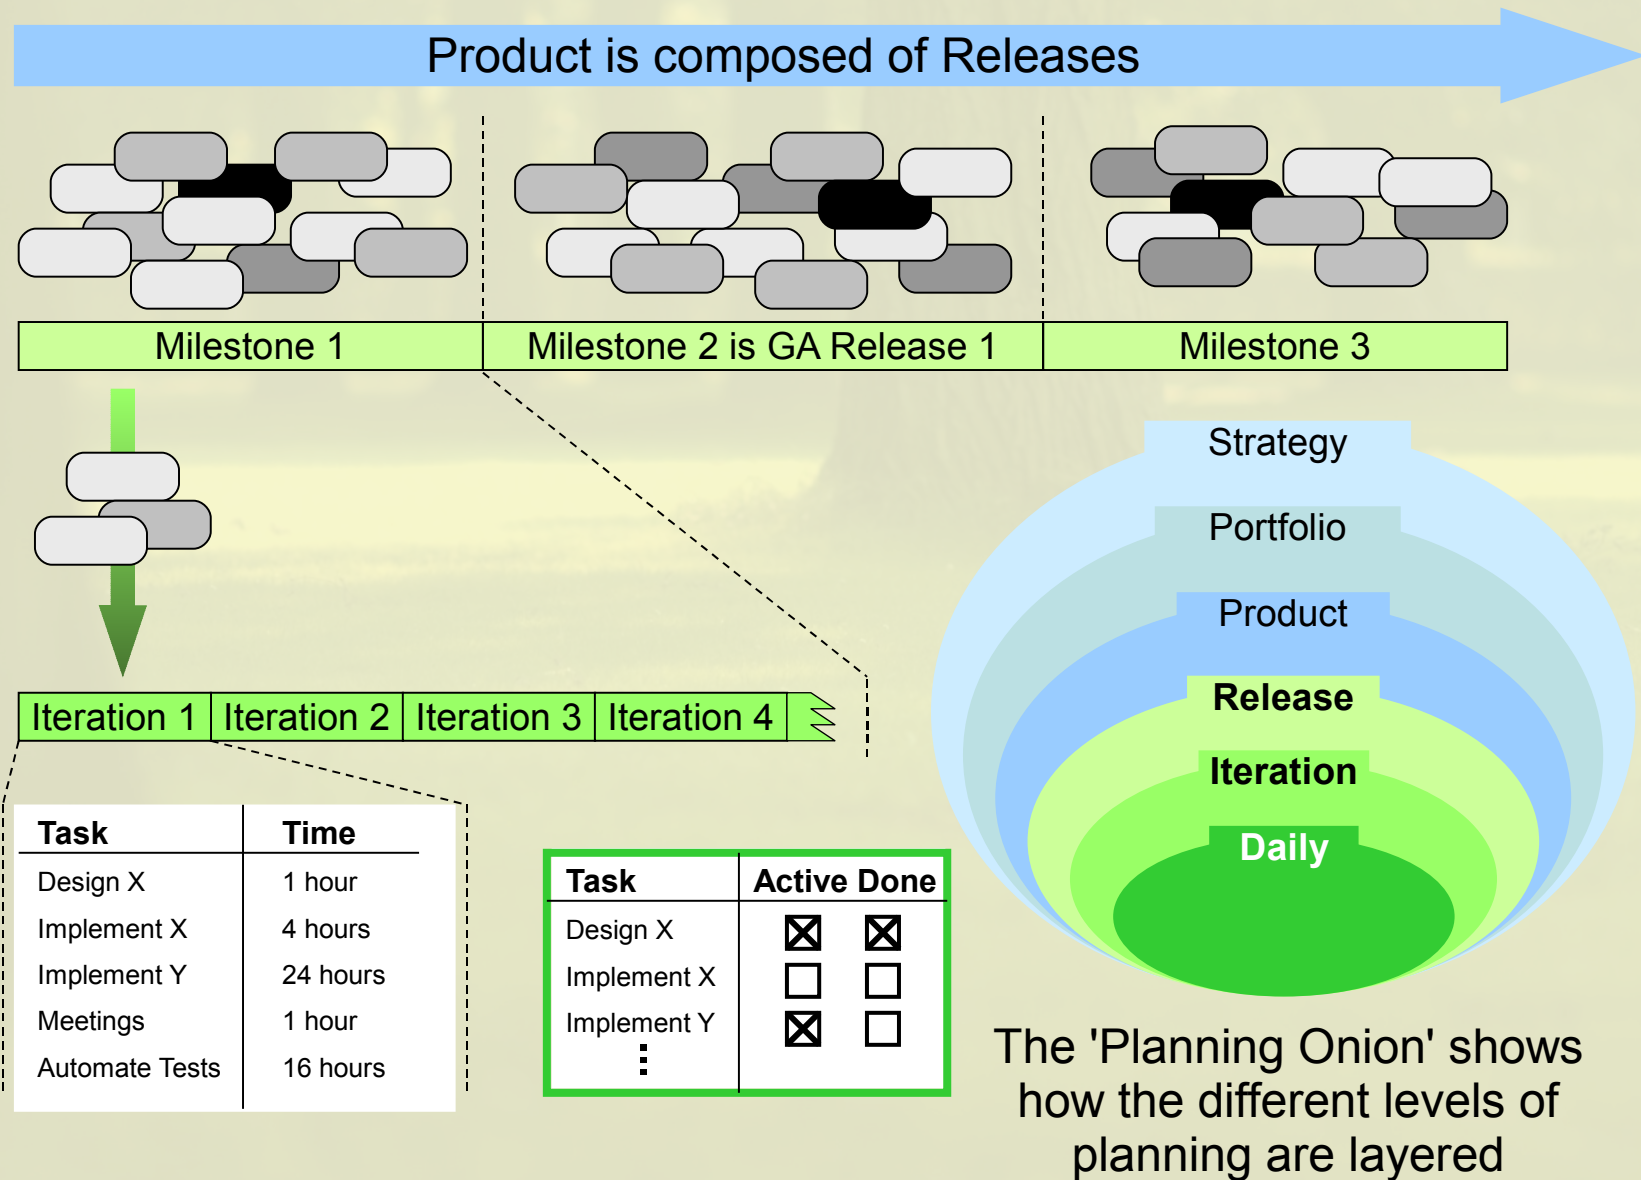 Product is composed of Releases
Milestone 1
Milestone 2 is GA Release 1
Milestone 3
Iteration 1
Iteration 2
Iteration 3
Iteration 4
Task Time
Design X 1 hour
Implement X 4 hours
Implement Y 24 hours
Meetings 1 hour
Automate Tests 16 hours
Task Active Done
Design X
Implement X
Implement Y
Strategy
Portfolio
Product
Release
Iteration
Daily
The 'Planning Onion' shows
how the different levels of
planning are layered